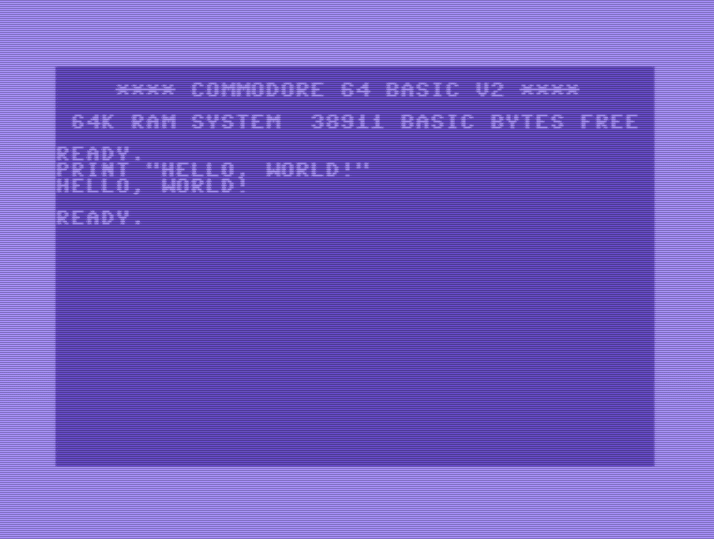 **** COMMODORE 64 BASIC V2 ****
64K RAM SYSTEM  38911 BASIC BYTES FREE
READY.
PRINT "HELLO, WORLD!"
HELLO, WORLD!
READY.